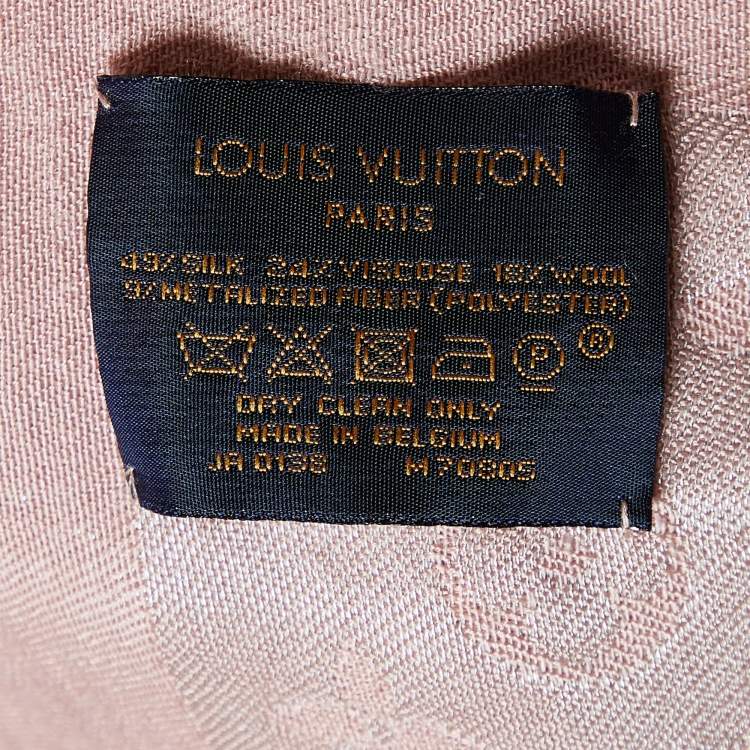 LOUIS VUITTON
PARIS
49% SILK 24% VISCOSE 18% WOOL
9% METALIZED FIBER (POLYESTER)
P ®
DRY CLEAN ONLY
MADE IN BELGIUM
JA 0138 M70805